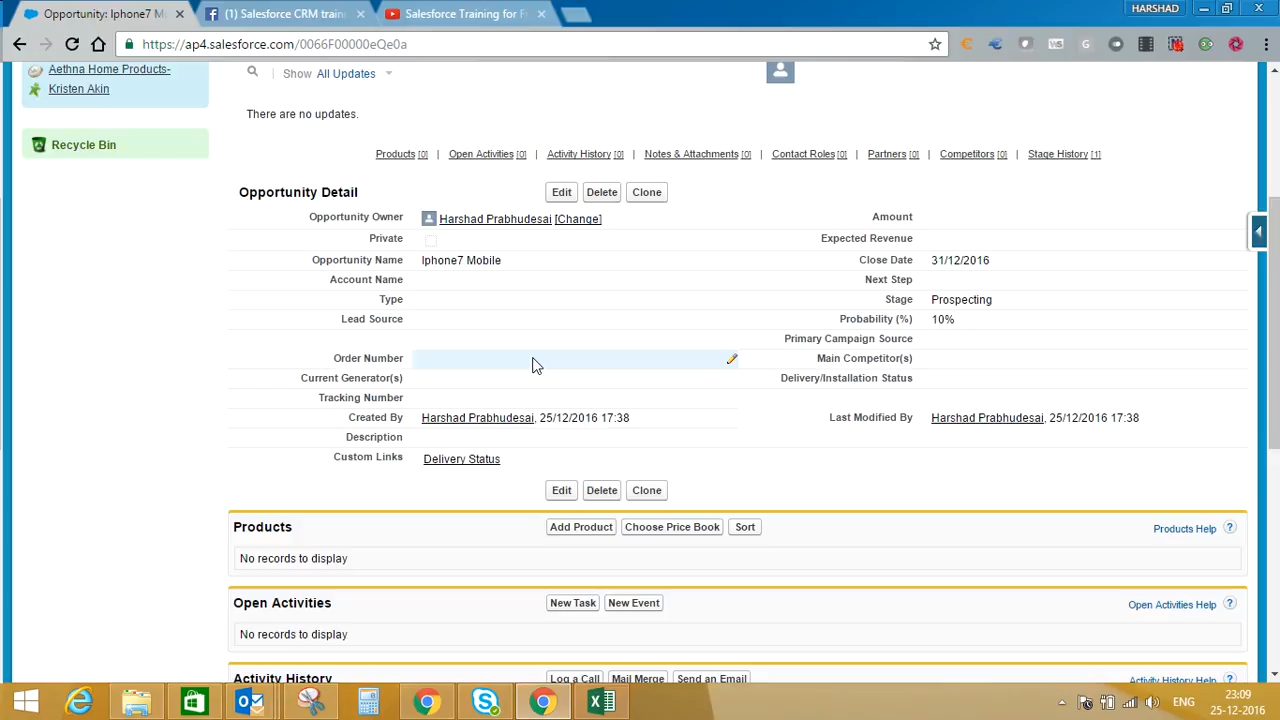 Opportunity: Iphone7 M
(1) Salesforce CRM train
Salesforce Training for F
HARSHAD
https://ap4.salesforce.com/0066F00000eQe0a
Aethna Home Products-
Kristen Akin
Recycle Bin
Show All Updates
There are no updates.
Products [0] | Open Activities [0] | Activity History [0] | Notes & Attachments [0] | Contact Roles [0] | Partners [0] | Competitors [0] | Stage History [1]
Opportunity Detail Edit Delete Clone
Opportunity Owner Harshad Prabhudesai [Change] Amount
Private Expected Revenue
Opportunity Name Iphone7 Mobile Close Date 31/12/2016
Account Name Next Step
Type Stage Prospecting
Lead Source Probability (%) 10%
Primary Campaign Source
Order Number Main Competitor(s)
Current Generator(s) Delivery/Installation Status
Tracking Number
Created By Harshad Prabhudesai, 25/12/2016 17:38 Last Modified By Harshad Prabhudesai, 25/12/2016 17:38
Description
Custom Links Delivery Status
Edit Delete Clone
Products Add Product Choose Price Book Sort Products Help ?
No records to display
Open Activities New Task New Event Open Activities Help ?
No records to display
Activity History Log a Call Mail Merge Send an Email Activity History Help ?
ENG
23:09
25-12-2016